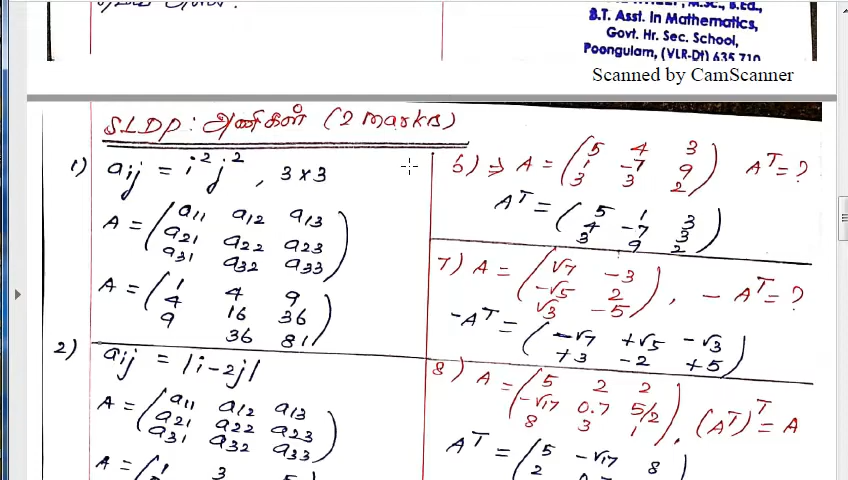 M.Sc., B.Ed.,
B.T. Asst. In Mathematics,
Govt. Hr. Sec. School,
Poongulam, (VLR-Dt) 635 710
Scanned by CamScanner
SLDP: அணிகள் (2 marks)
1) aij = i²j², 3×3
A = (a11 a12 a13
a21 a22 a23
a31 a32 a33)
A = (1 4 9
4 16 36
9 36 81)
2) aij = |i-2j|
A = (a11 a12 a13
a21 a22 a23
a31 a32 a33)
A = (1 3
⇒ A = (5 4 3
1 -7 9
3 3 2) Aᵀ = ?
Aᵀ = (5 1 3
4 -7 3
3 9 2)
7) A = (√7 -3
-√5 2
√3 -5), - Aᵀ = ?
-Aᵀ = (-√7 +√5 -√3
+3 -2 +5)
8) A = (5 2 2
-√17 0.7 5/2
8 3 1), (Aᵀ)ᵀ = A
Aᵀ = (5 -√17 8
2